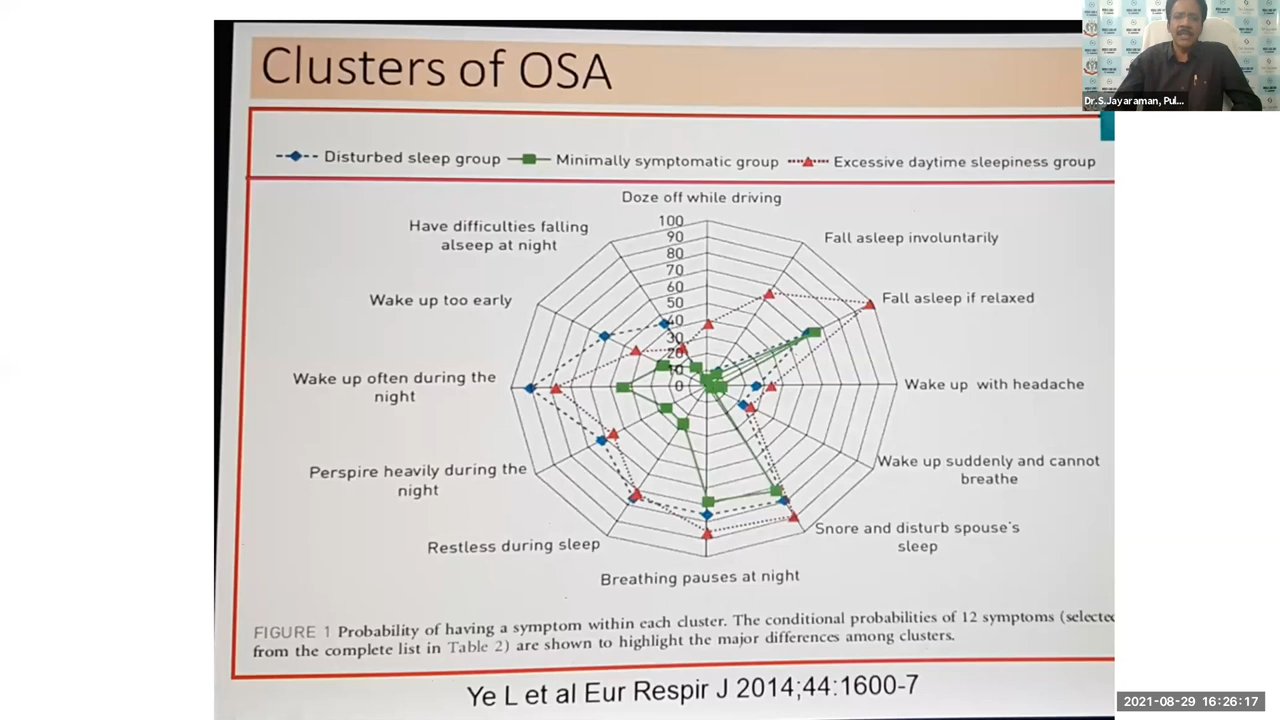 Clusters of OSA
Dr.S.Jayaraman, Pul...
Disturbed sleep group
Minimally symptomatic group
Excessive daytime sleepiness group
Doze off while driving
Have difficulties falling
alseep at night
Fall asleep involuntarily
Wake up too early
Fall asleep if relaxed
Wake up often during the
night
Wake up with headache
Perspire heavily during the
night
Wake up suddenly and cannot
breathe
Restless during sleep
Snore and disturb spouse's
sleep
Breathing pauses at night
100
90
80
70
60
50
40
30
20
10
0
FIGURE 1 Probability of having a symptom within each cluster. The conditional probabilities of 12 symptoms (selected
from the complete list in Table 2) are shown to highlight the major differences among clusters.
Ye L et al Eur Respir J 2014;44:1600-7
2021-08-29 16:26:17